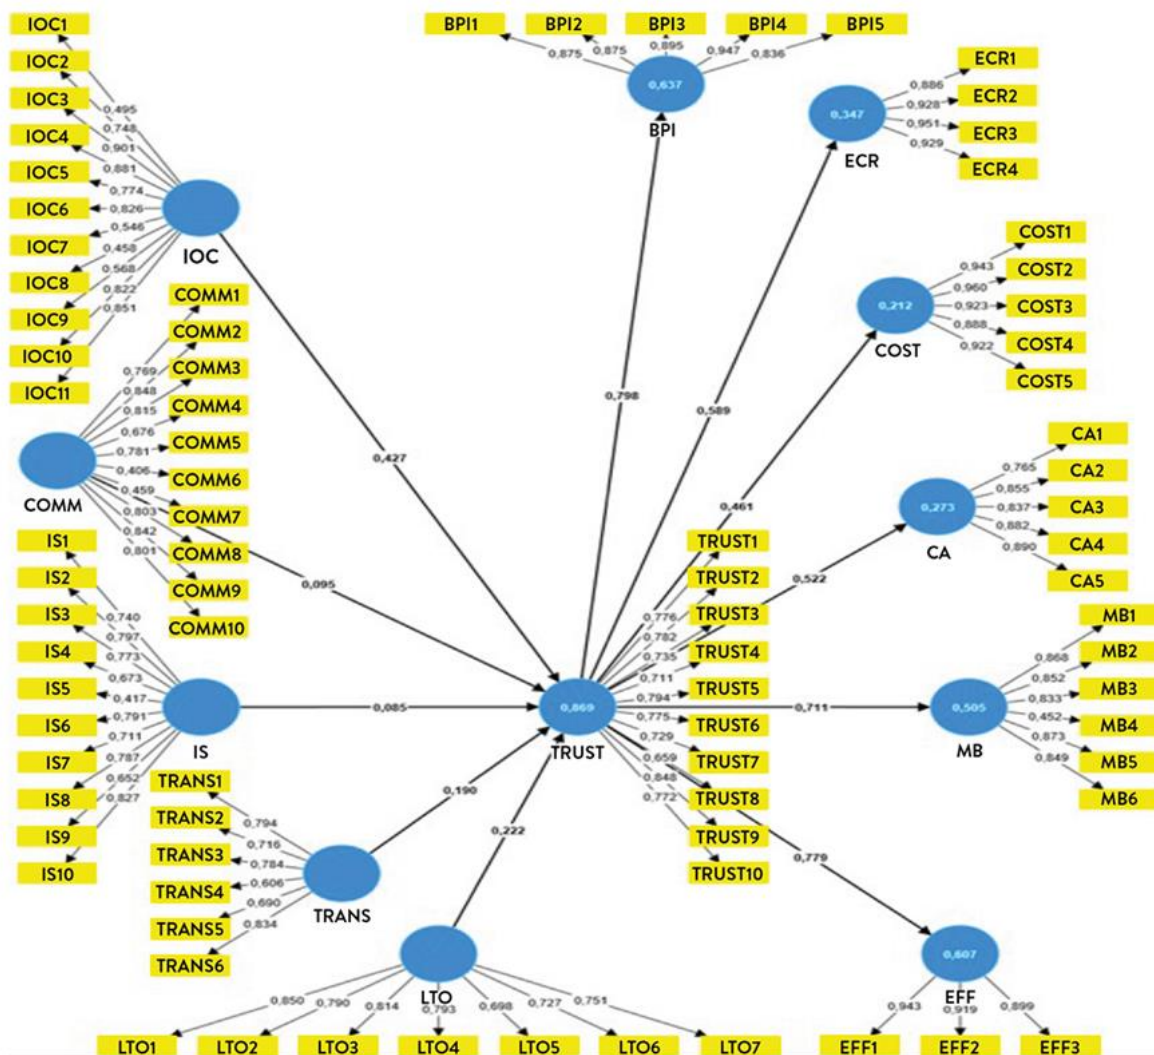 IOC1
IOC2
IOC3
IOC4
IOC5
IOC6
IOC7
IOC8
IOC9
IOC10
IOC11
0,495
0,748
0,901
0,881
0,774
0,826
0,546
0,458
0,568
0,822
0,851
IOC
BPI1
BPI2
BPI3
BPI4
BPI5
0,875
0,875
0,895
0,947
0,836
0,637
BPI
ECR1
ECR2
ECR3
ECR4
0,886
0,928
0,951
0,929
0,347
ECR
COST1
COST2
COST3
COST4
COST5
0,943
0,960
0,923
0,888
0,922
0,212
COST
COMM1
COMM2
COMM3
COMM4
COMM5
COMM6
COMM7
COMM8
COMM9
COMM10
0,769
0,848
0,815
0,676
0,781
0,406
0,459
0,803
0,842
0,801
COMM
0,427
0,798
0,589
0,461
0,522
0,095
CA1
CA2
CA3
CA4
CA5
0,765
0,855
0,837
0,882
0,890
0,273
CA
IS1
IS2
IS3
IS4
IS5
IS6
IS7
IS8
IS9
IS10
0,740
0,797
0,773
0,673
0,417
0,791
0,711
0,787
0,652
0,827
IS
0,085
TRUST1
TRUST2
TRUST3
TRUST4
TRUST5
TRUST6
TRUST7
TRUST8
TRUST9
TRUST10
0,776
0,782
0,735
0,711
0,794
0,775
0,729
0,659
0,848
0,772
0,869
TRUST
0,711
MB1
MB2
MB3
MB4
MB5
MB6
0,868
0,852
0,833
0,452
0,873
0,849
0,505
MB
TRANS1
TRANS2
TRANS3
TRANS4
TRANS5
TRANS6
0,794
0,716
0,784
0,606
0,690
0,834
TRANS
0,190
0,222
0,779
LTO
0,850
0,790
0,814
0,793
0,698
0,727
0,751
LTO1
LTO2
LTO3
LTO4
LTO5
LTO6
LTO7
0,607
EFF
0,943
0,919
0,899
EFF1
EFF2
EFF3